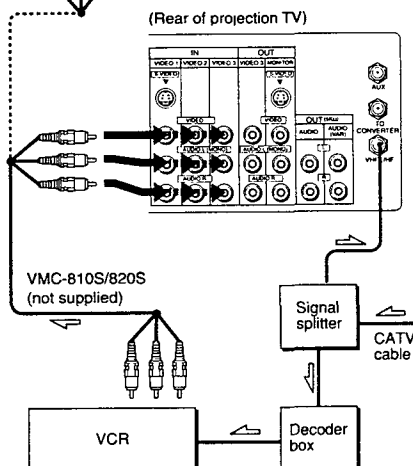 (Rear of projection TV)
IN
OUT
VIDEO 1
VIDEO 2
VIDEO 3
VIDEO 3
MONITOR
S VIDEO
S VIDEO
VIDEO
VIDEO
AUDIO L (MONO)
AUDIO L (MONO)
AUDIO R
AUDIO R
OUT
AUDIO
AUDIO (VAR)
L
R
AUX
TO CONVERTER
VMC-810S/820S
(not supplied)
Signal
splitter
CATV
cable
VCR
Decoder
box